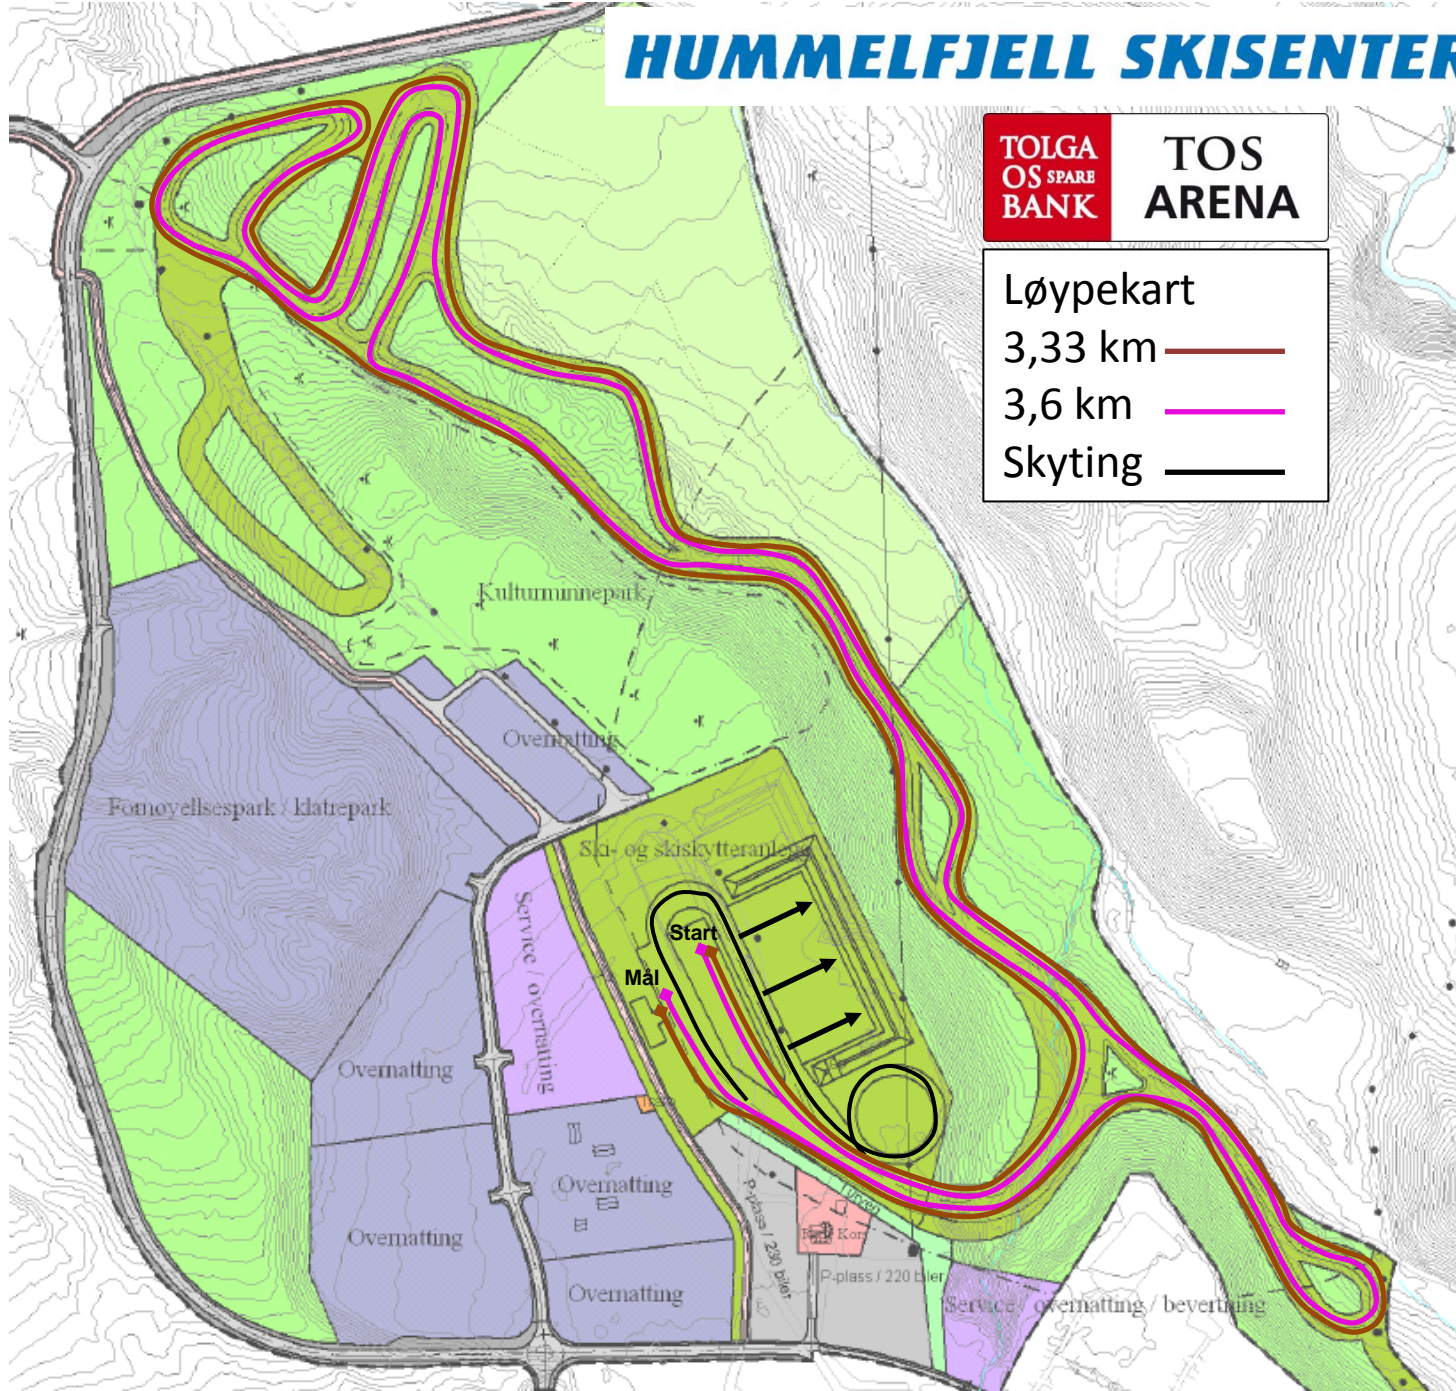 HUMMELFJELL SKISENTER
TOLGA
OS SPARE
BANK
TOS
ARENA
Løypekart
3,33 km
3,6 km
Skyting
Kulturminnepark
Overnatting
Fornøyellsespark / klatrepark
Ski- og skiskytteranlegg
Service / overnatting
Start
Mål
Overnatting
Overnatting
Overnatting
Overnatting
P-plass / 230 biler
Kors
P-plass / 220 biler
Service / overnatting / bevertning